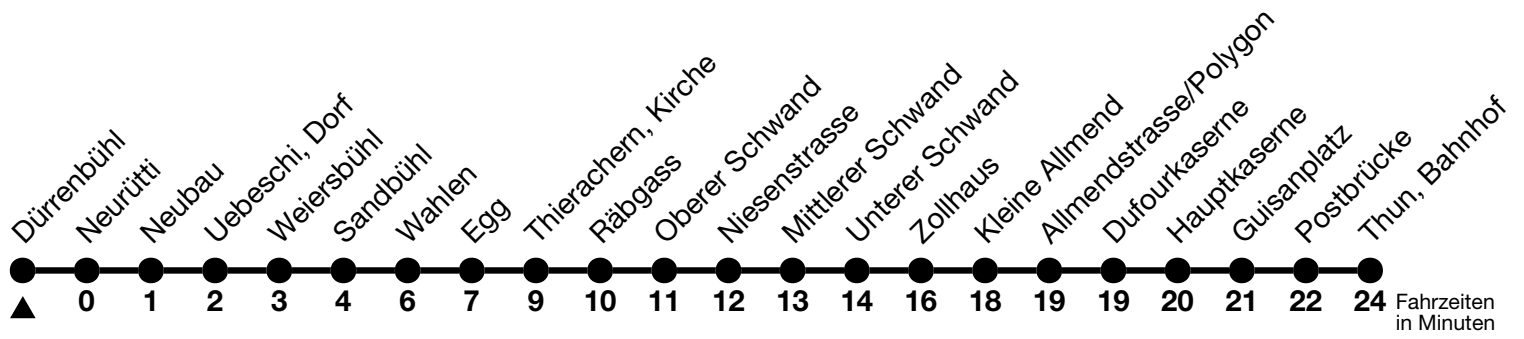 Dürrenbühl
Neurütti
Neubau
Uebeschi, Dorf
Weiersbühl
Sandbühl
Wahlen
Egg
Thierachern, Kirche
Räbgass
Oberer Schwand
Niesenstrasse
Mittlerer Schwand
Unterer Schwand
Zollhaus
Kleine Allmend
Allmendstrasse/Polygon
Dufourkaserne
Hauptkaserne
Guisanplatz
Postbrücke
Thun, Bahnhof
0 1 2 3 4 6 7 9 10 11 12 13 14 16 18 19 19 20 21 22 24 Fahrzeiten
in Minuten